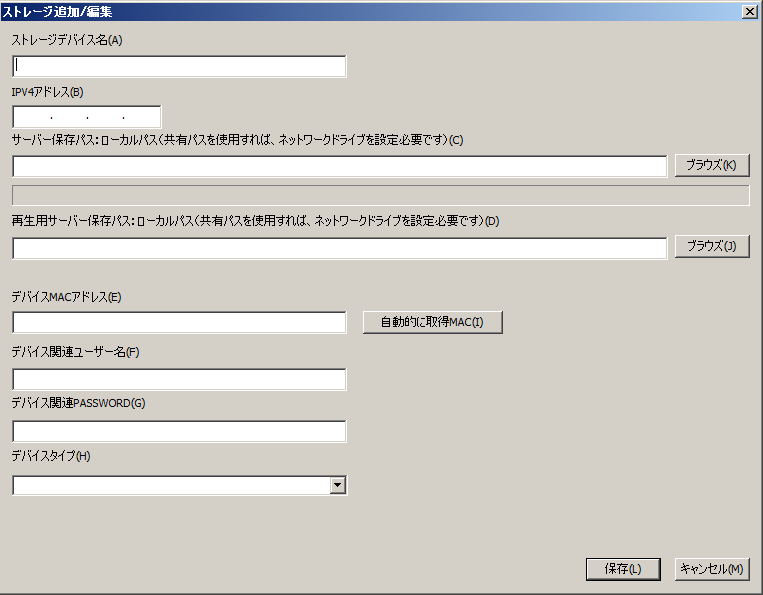 ストレージ追加/編集
ストレージデバイス名(A)
IPV4アドレス(B)
. . .
サーバー保存パス:ローカルパス(共有パスを使用すれば、ネットワークドライブを設定必要です)(C)
ブラウズ(K)
再生用サーバー保存パス:ローカルパス(共有パスを使用すれば、ネットワークドライブを設定必要です)(D)
ブラウズ(J)
デバイスMACアドレス(E)
自動的に取得MAC(I)
デバイス関連ユーザー名(F)
デバイス関連PASSWORD(G)
デバイスタイプ(H)
保存(L) キャンセル(M)